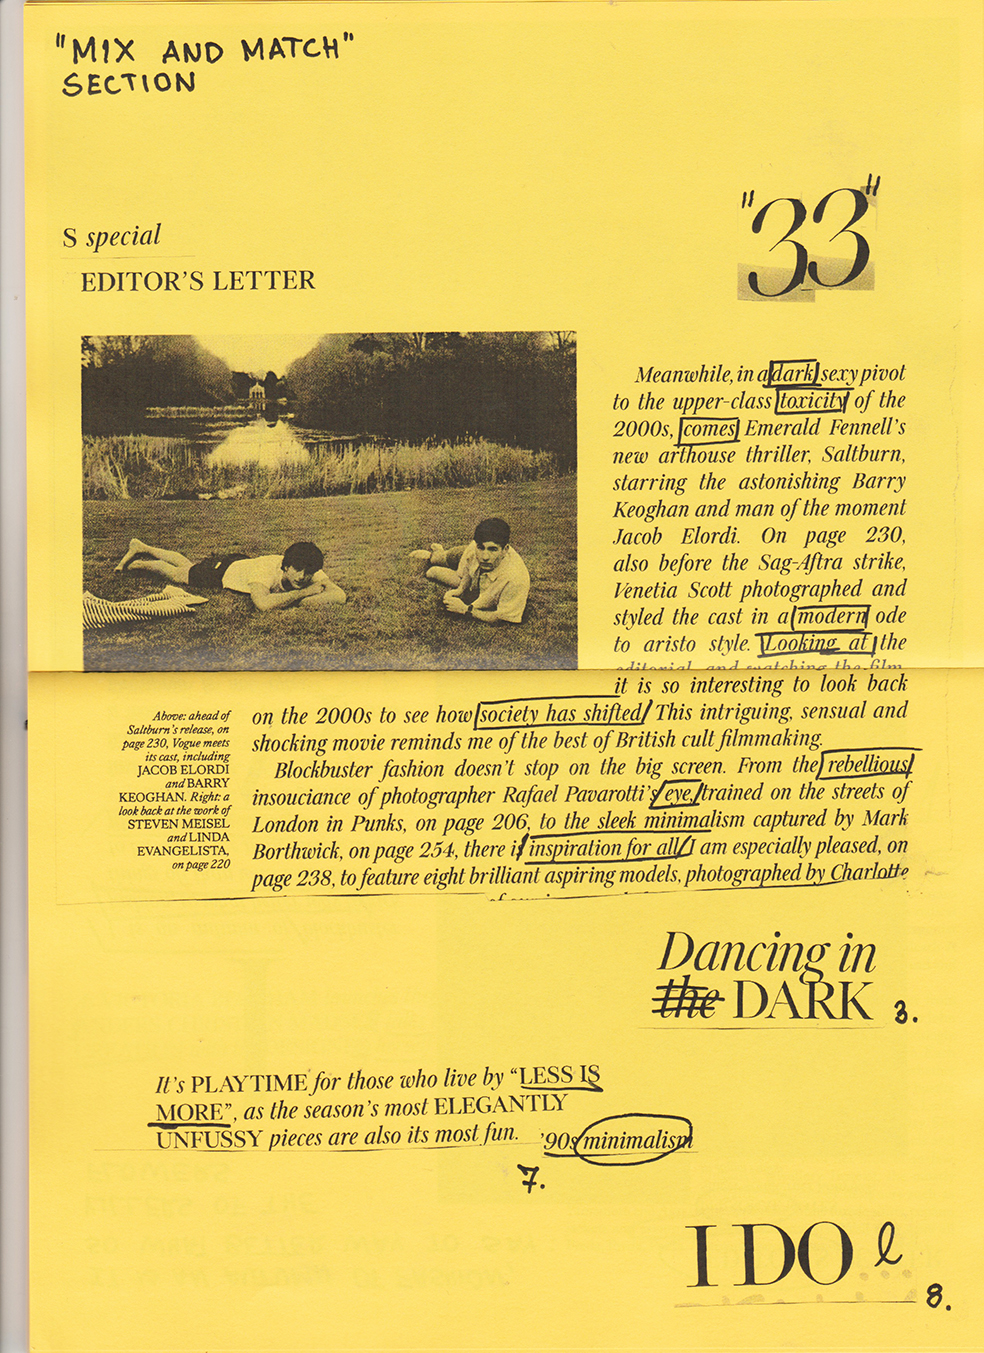 "MIX AND MATCH"
SECTION
"33"
S special
EDITOR'S LETTER
Meanwhile, in a dark, sexy pivot
to the upper-class toxicity of the
2000s, comes Emerald Fennell's
new arthouse thriller, Saltburn,
starring the astonishing Barry
Keoghan and man of the moment
Jacob Elordi. On page 230,
also before the Sag-Aftra strike,
Venetia Scott photographed and
styled the cast in a modern ode
to aristo style. Looking at the
editorial, and watching the film,
it is so interesting to look back
on the 2000s to see how society has shifted. This intriguing, sensual and
shocking movie reminds me of the best of British cult filmmaking.
Blockbuster fashion doesn't stop on the big screen. From the rebellious
insouciance of photographer Rafael Pavarotti's eye, trained on the streets of
London in Punks, on page 206, to the sleek minimalism captured by Mark
Borthwick, on page 254, there is inspiration for all. I am especially pleased, on
page 238, to feature eight brilliant aspiring models, photographed by Charlotte
Above: ahead of
Saltburn's release, on
page 230, Vogue meets
its cast, including
JACOB ELORDI
and BARRY
KEOGHAN. Right: a
look back at the work of
STEVEN MEISEL
and LINDA
EVANGELISTA,
on page 220
Dancing in
the DARK 3.
It's PLAYTIME for those who live by "LESS IS
MORE", as the season's most ELEGANTLY
UNFUSSY pieces are also its most fun. '90s minimalism
7.
I DO l
8.